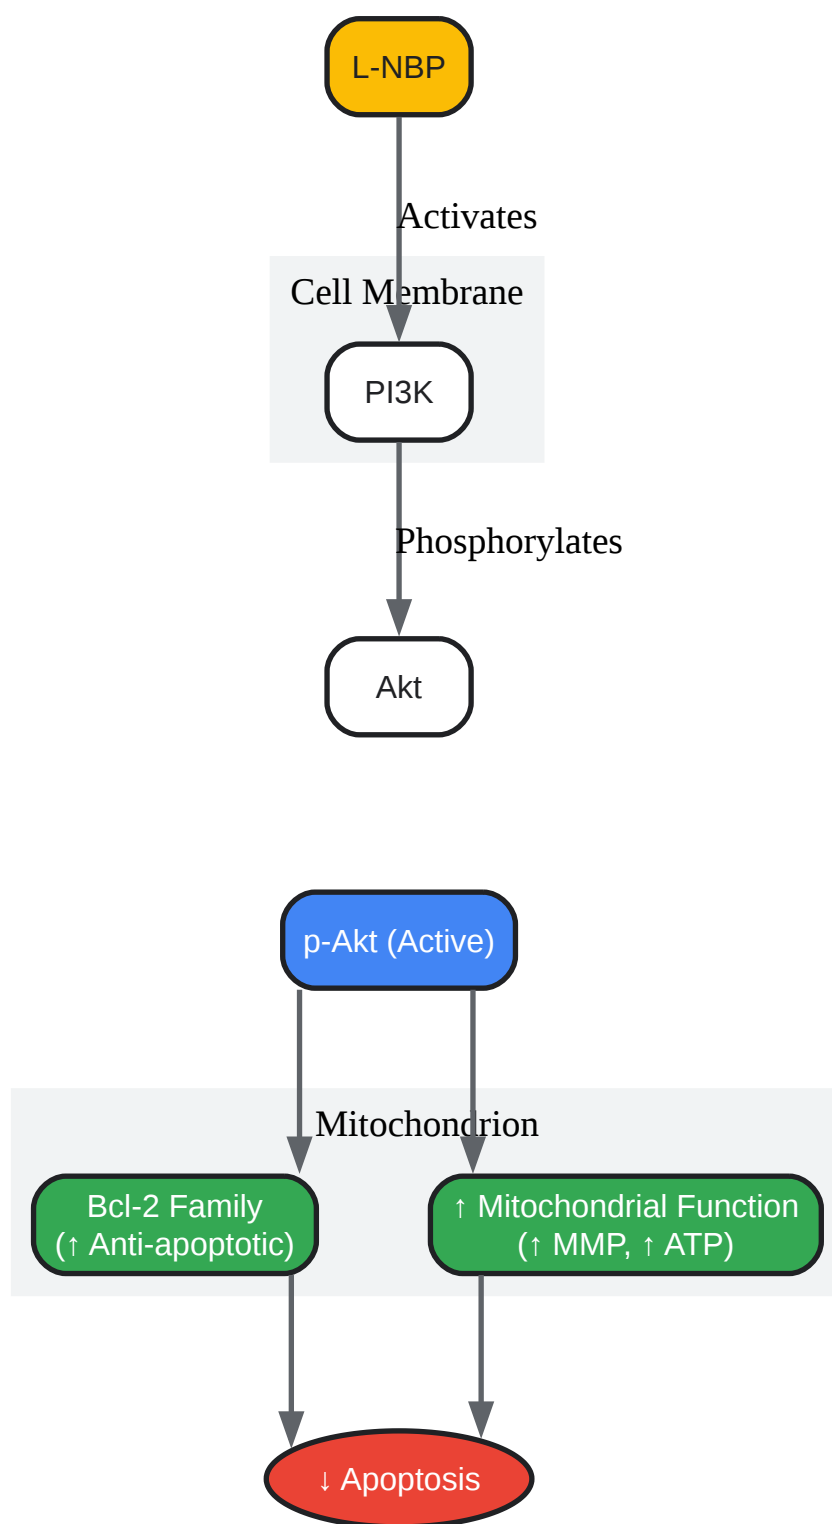 L-NBP
Activates
Cell Membrane
PI3K
Phosphorylates
Akt
p-Akt (Active)
Mitochondrion
Bcl-2 Family
(↑ Anti-apoptotic)
↑ Mitochondrial Function
(↑ MMP, ↑ ATP)
↓ Apoptosis